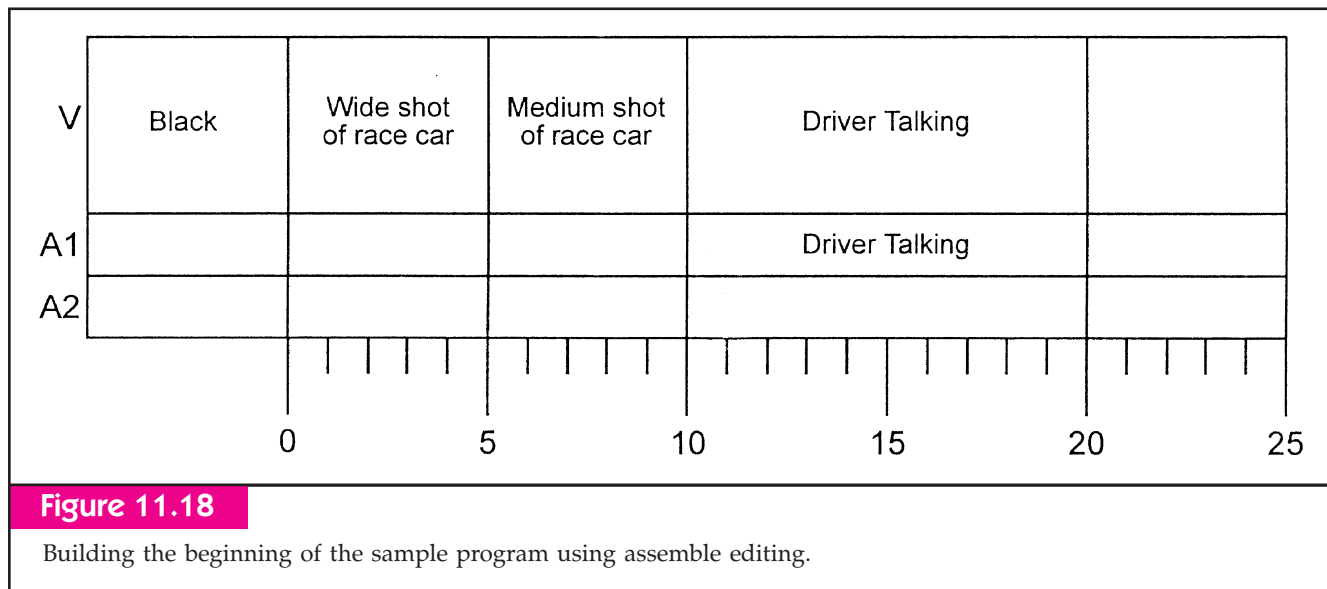 V
Black
Wide shot
of race car
Medium shot
of race car
Driver Talking
A1
Driver Talking
A2
0 5 10 15 20 25
Figure 11.18
Building the beginning of the sample program using assemble editing.